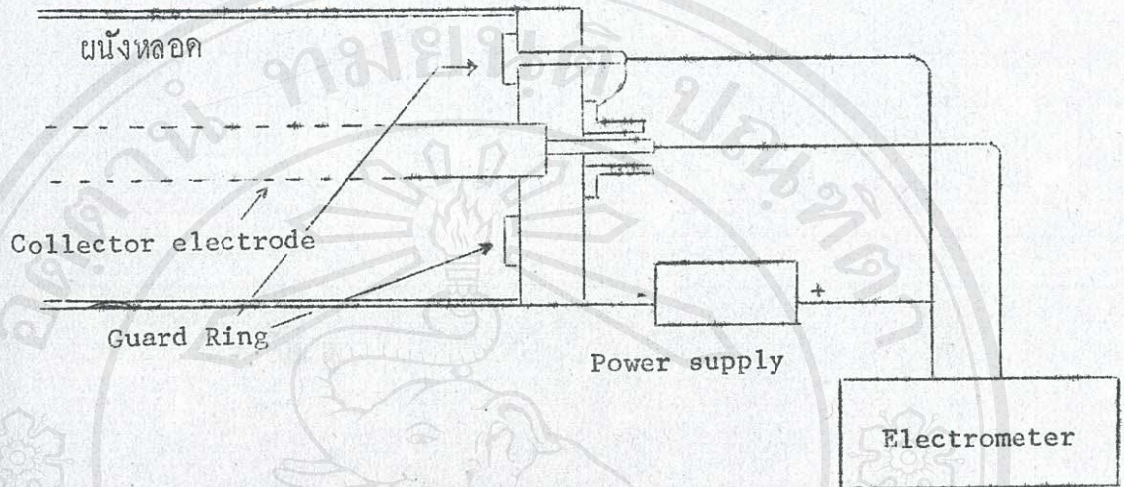 ผนังหลอด
Collector electrode
Guard Ring
+
Power supply
Electrometer